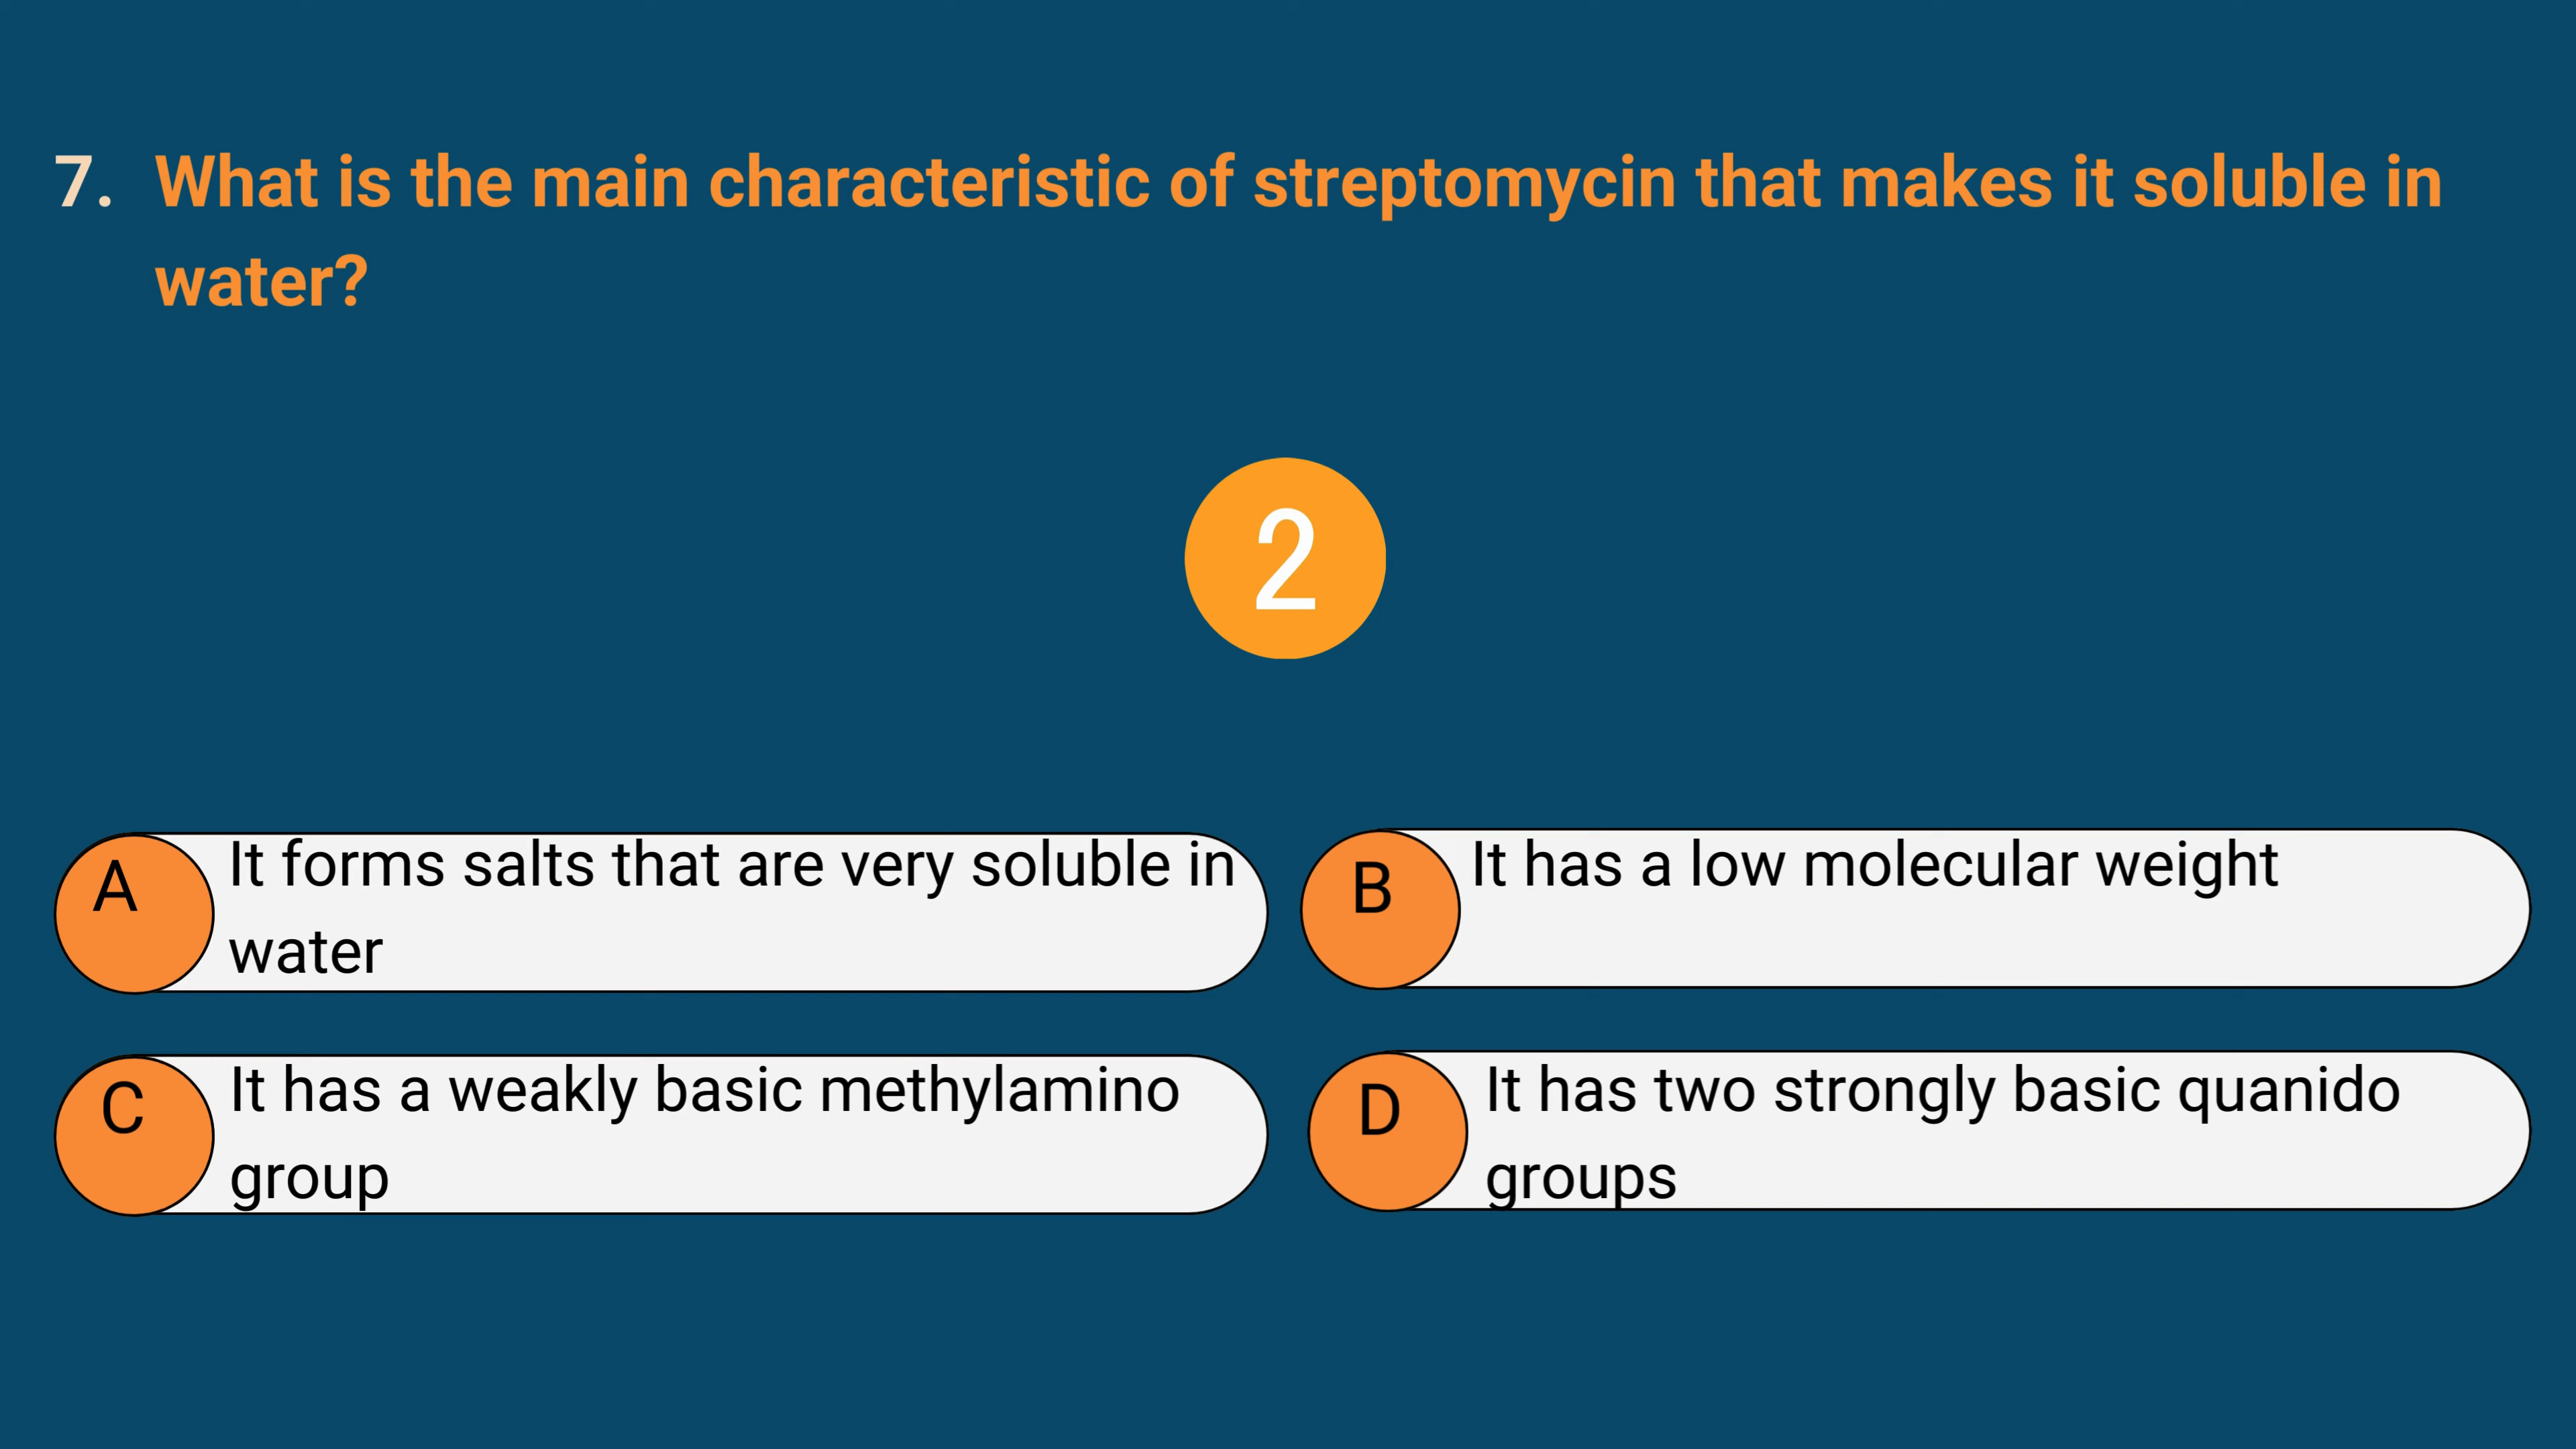 7. What is the main characteristic of streptomycin that makes it soluble in
water?
2
A It forms salts that are very soluble in
water
B It has a low molecular weight
C It has a weakly basic methylamino
group
D It has two strongly basic quanido
groups